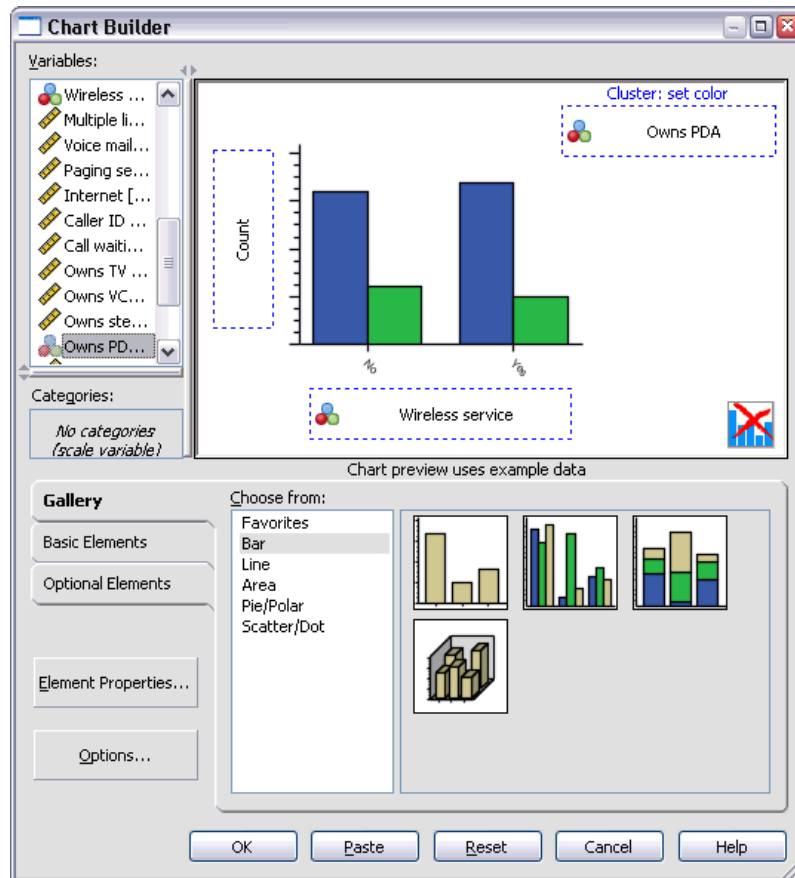 Chart Builder
Variables:
Wireless ...
Multiple li...
Voice mail...
Paging se...
Internet [...
Caller ID ...
Call waiti...
Owns TV ...
Owns VC...
Owns ste...
Owns PD...
Categories:
No categories
(scale variable)
Cluster: set color
Owns PDA
Count
No
Yes
Wireless service
Chart preview uses example data
Gallery
Basic Elements
Optional Elements
Element Properties...
Options...
Choose from:
Favorites
Bar
Line
Area
Pie/Polar
Scatter/Dot
OK
Paste
Reset
Cancel
Help